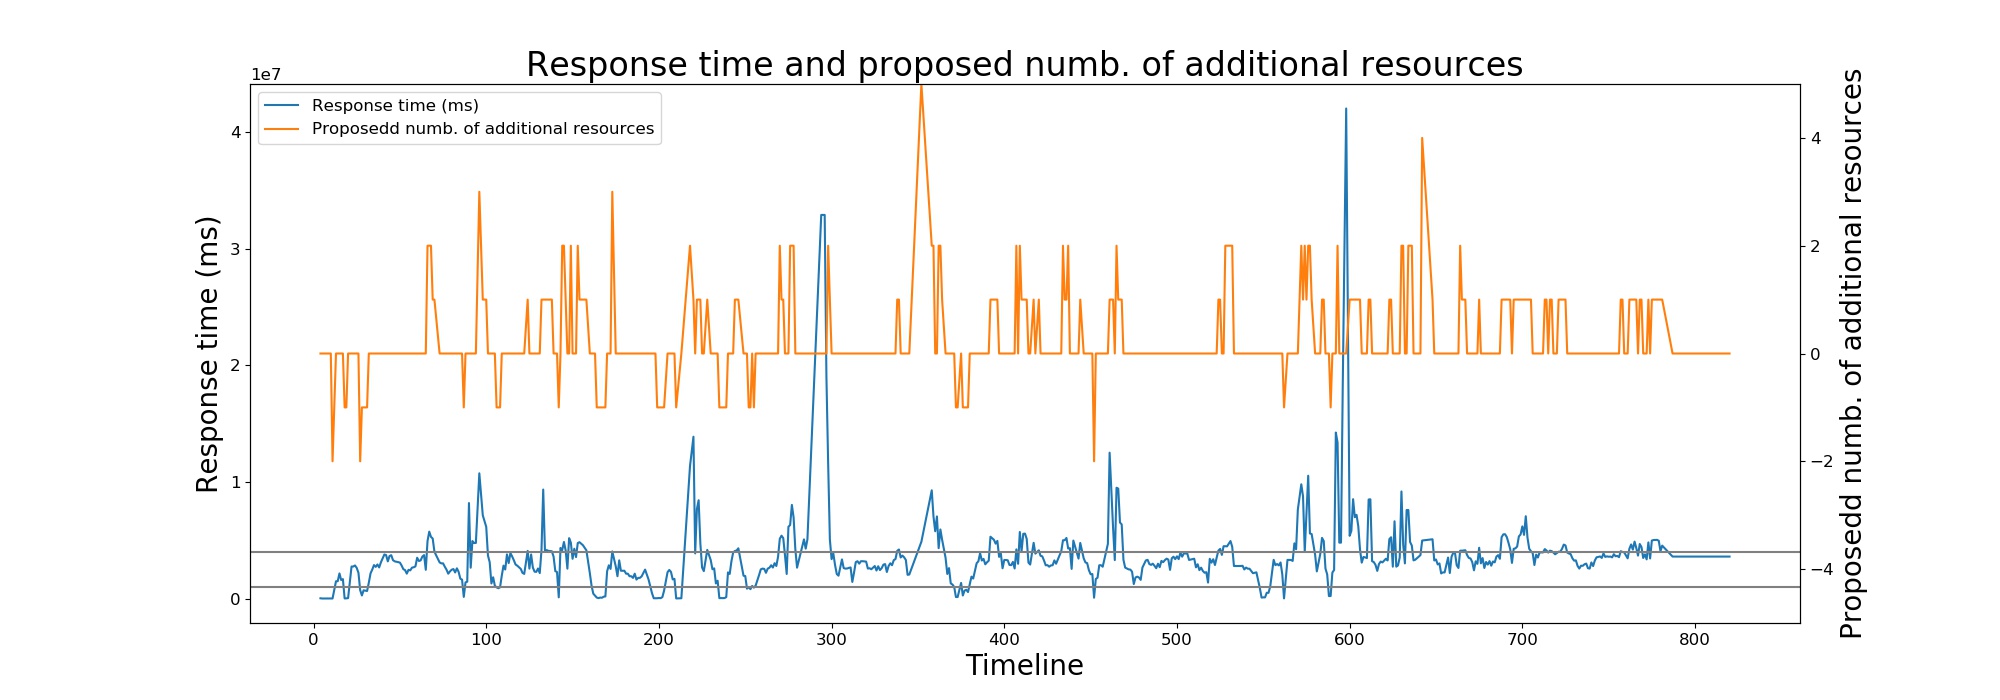 Response time and proposed numb. of additional resources
1e7
Response time (ms)
Proposedd numb. of additional resources
4
3
2
1
0
Response time (ms)
4
2
0
−2
−4
Proposedd numb. of additional resources
0 100 200 300 400 500 600 700 800
Timeline